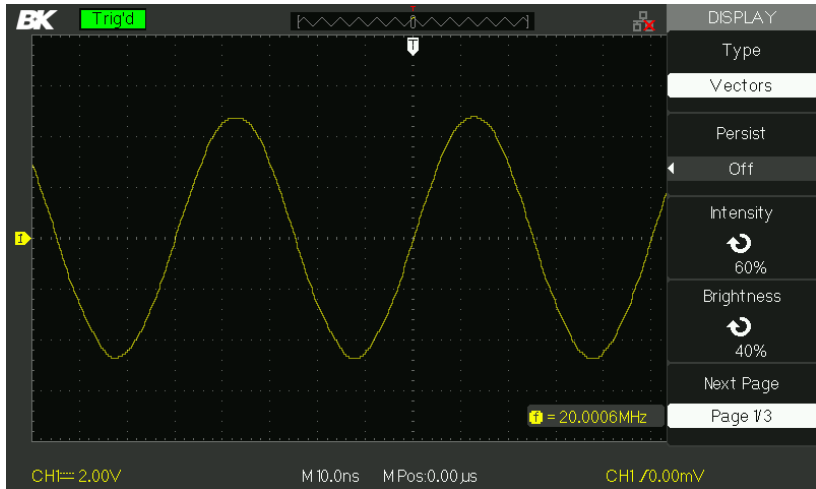 BK Trig'd
T
1
f = 20.0006MHz
CH1 2.00V M 10.0ns M Pos:0.00µs CH1 / 0.00mV
DISPLAY
Type
Vectors
Persist
Off
Intensity
60%
Brightness
40%
Next Page
Page 1/3